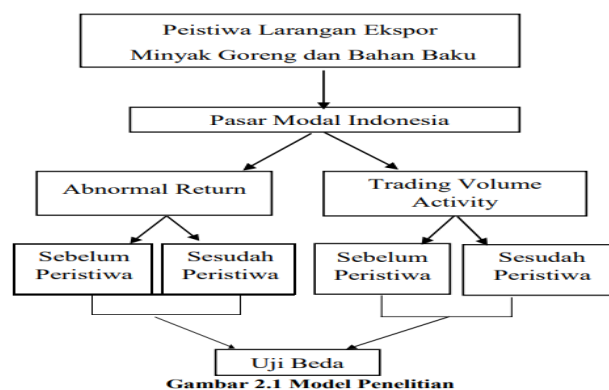 Peistiwa Larangan Ekspor
Minyak Goreng dan Bahan Baku
Pasar Modal Indonesia
Abnormal Return
Trading Volume
Activity
Sebelum
Peristiwa
Sesudah
Peristiwa
Sebelum
Peristiwa
Sesudah
Peristiwa
Uji Beda
Gambar 2.1 Model Penelitian